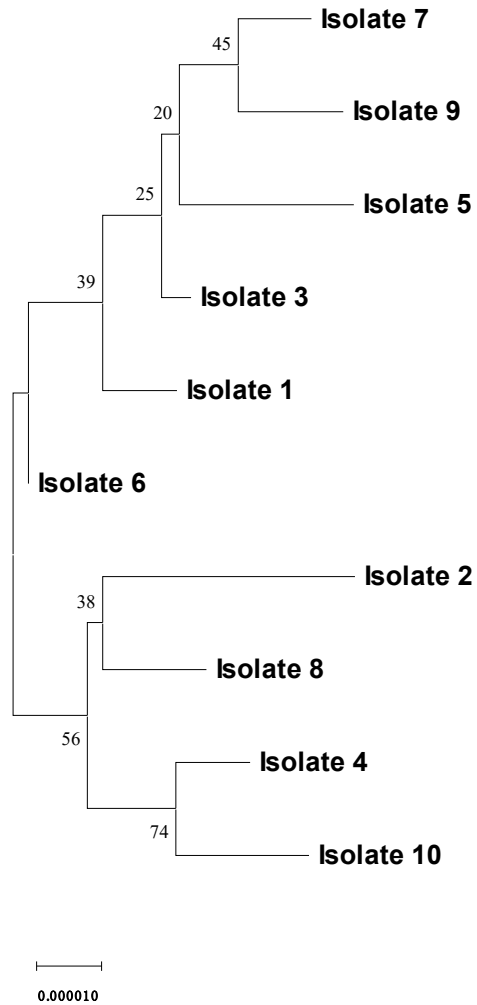 Isolate 7
45
Isolate 9
20
Isolate 5
25
Isolate 3
39
Isolate 1
Isolate 6
Isolate 2
38
Isolate 8
56
Isolate 4
74
Isolate 10
0.000010